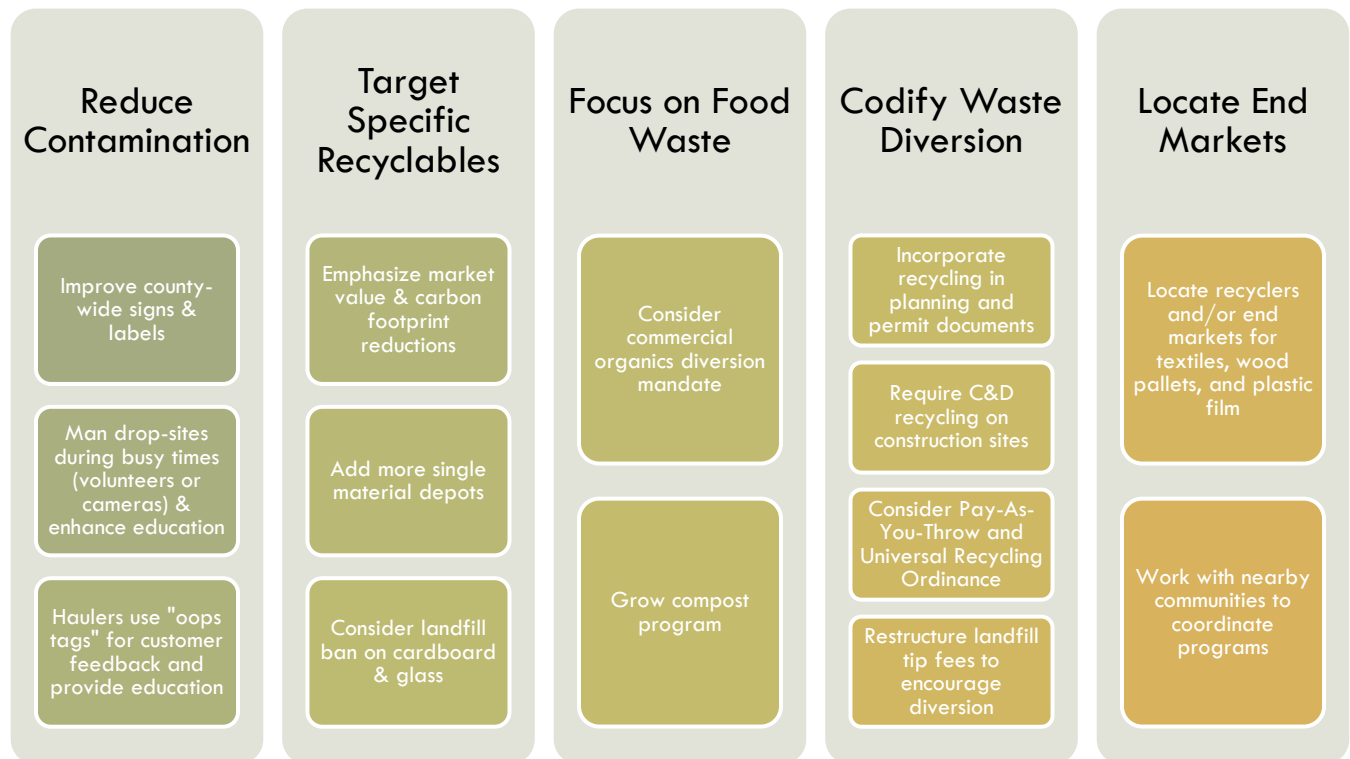 Reduce
Contamination
Improve county-
wide signs &
labels
Man drop-sites
during busy times
(volunteers or
cameras) &
enhance education
Haulers use "oops
tags" for customer
feedback and
provide education
Target
Specific
Recyclables
Emphasize market
value & carbon
footprint
reductions
Add more single
material depots
Consider landfill
ban on cardboard
& glass
Focus on Food
Waste
Consider
commercial
organics diversion
mandate
Grow compost
program
Codify Waste
Diversion
Incorporate
recycling in
planning and
permit documents
Require C&D
recycling on
construction sites
Consider Pay-As-
You-Throw and
Universal Recycling
Ordinance
Restructure landfill
tip fees to
encourage
diversion
Locate End
Markets
Locate recyclers
and/or end
markets for
textiles, wood
pallets, and plastic
film
Work with nearby
communities to
coordinate
programs